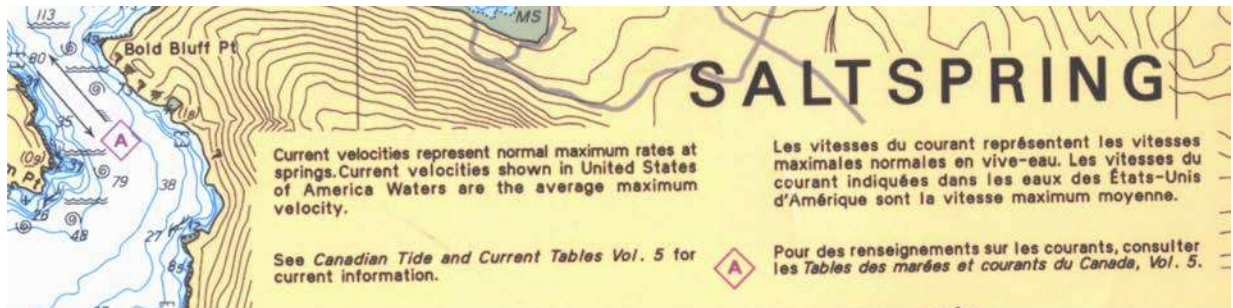 113
MS
49
Bold Bluff Pt
80
SALTSPRING
73
35
A
79
38
26
48
27
Current velocities represent normal maximum rates at
springs. Current velocities shown in United States
of America Waters are the average maximum
velocity.
See Canadian Tide and Current Tables Vol. 5 for
current information.
Les vitesses du courant représentent les vitesses
maximales normales en vive-eau. Les vitesses du
courant indiquées dans les eaux des États-Unis
d'Amérique sont la vitesse maximum moyenne.
A
Pour des renseignements sur les courants, consulter
les Tables des marées et courants du Canada, Vol. 5.